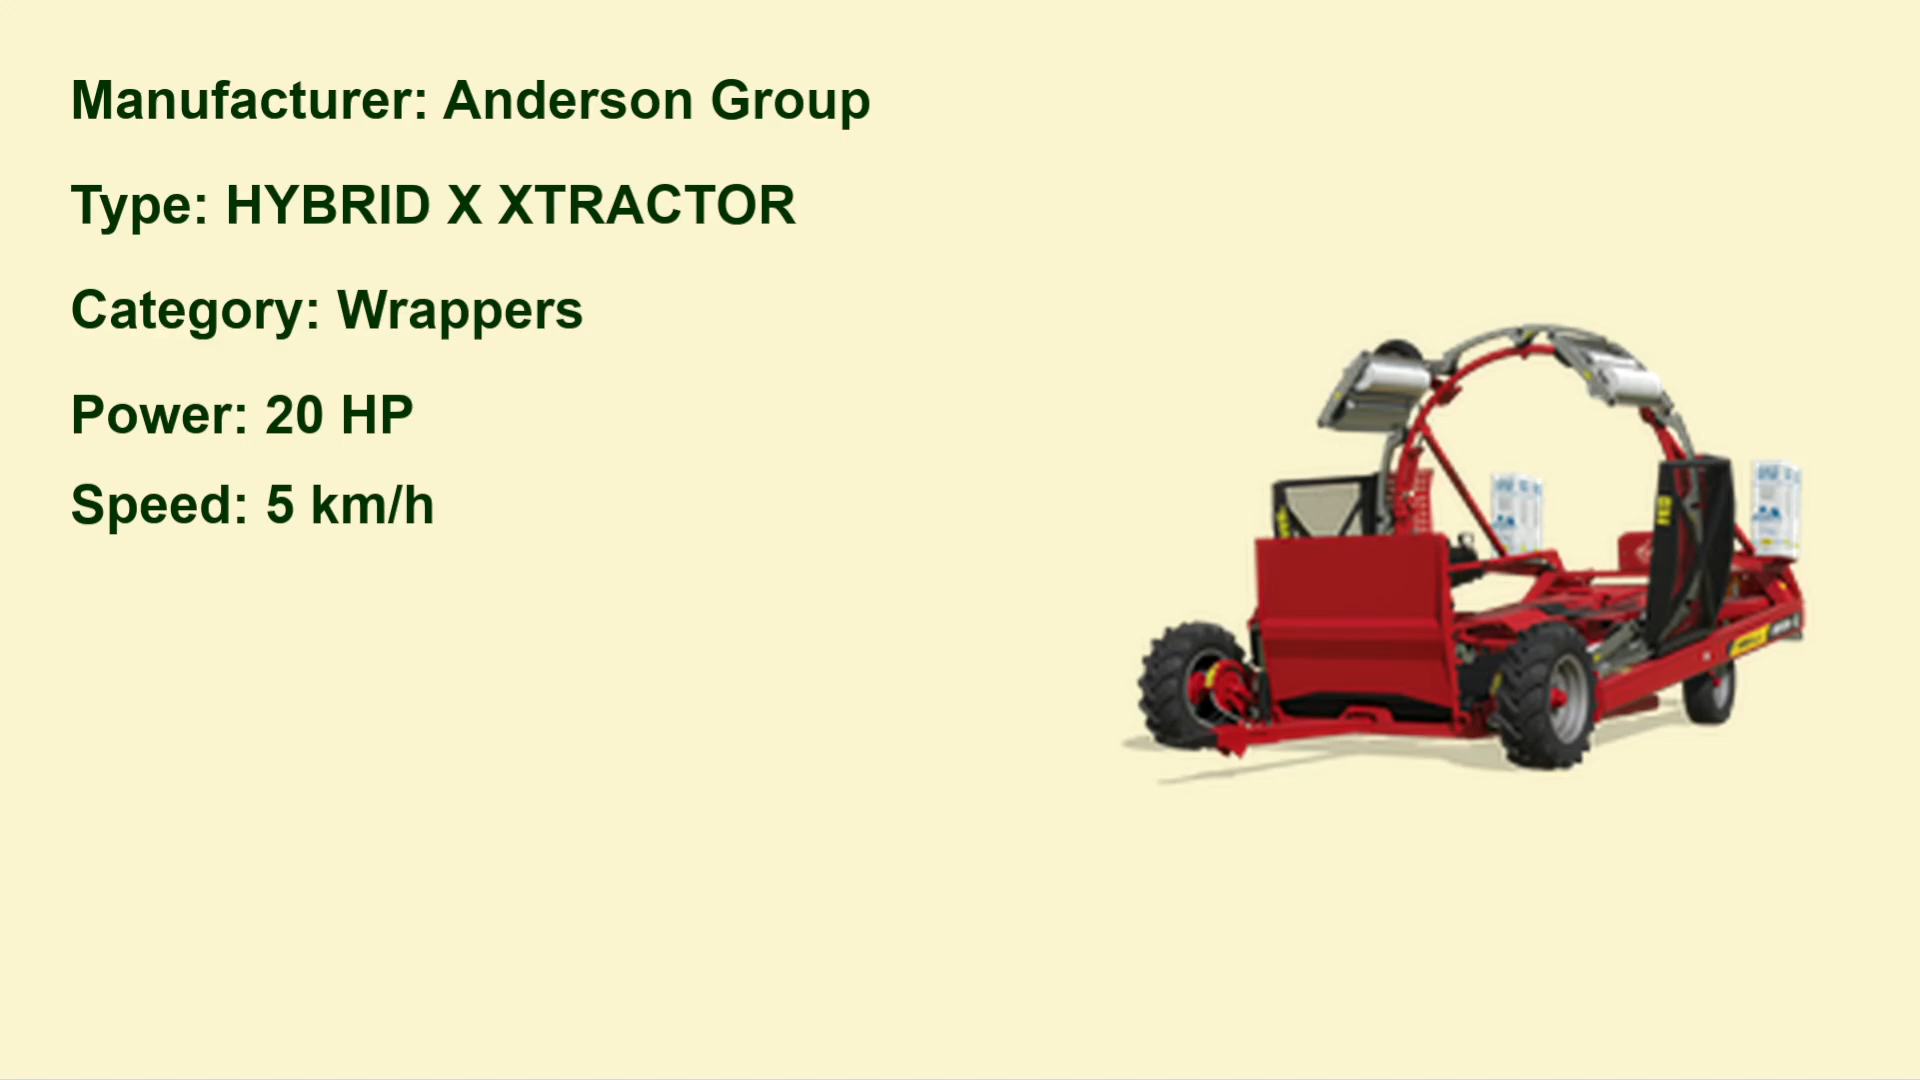 Manufacturer: Anderson Group
Type: HYBRID X XTRACTOR
Category: Wrappers
Power: 20 HP
Speed: 5 km/h